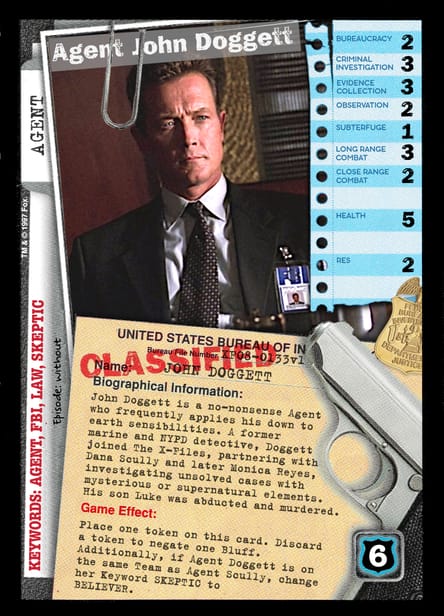 Agent John Doggett
BUREAUCRACY 2
CRIMINAL INVESTIGATION 3
EVIDENCE COLLECTION 3
OBSERVATION 2
SUBTERFUGE 1
LONG RANGE COMBAT 3
CLOSE RANGE COMBAT 2
HEALTH 5
RES 2
AGENT
TM & © 1997 Fox.
KEYWORDS: AGENT, FBI, LAW, SKEPTIC
Episode: without
FBI
UNITED STATES BUREAU OF IN
Bureau File Number XF08-0133v1
CLASSIFIED
Name: JOHN DOGGETT
Biographical Information:
John Doggett is a no-nonsense Agent
who frequently applies his down to
earth sensibilities. A former
marine and NYPD detective, Doggett
joined The X-Files, partnering with
Dana Scully and later Monica Reyes,
investigating unsolved cases with
mysterious or supernatural elements.
His son Luke was abducted and murdered.
Game Effect:
Place one token on this card. Discard
a token to negate one Bluff.
Additionally, if Agent Doggett is on
the same Team as Agent Scully, change
her Keyword SKEPTIC to
BELIEVER.
6